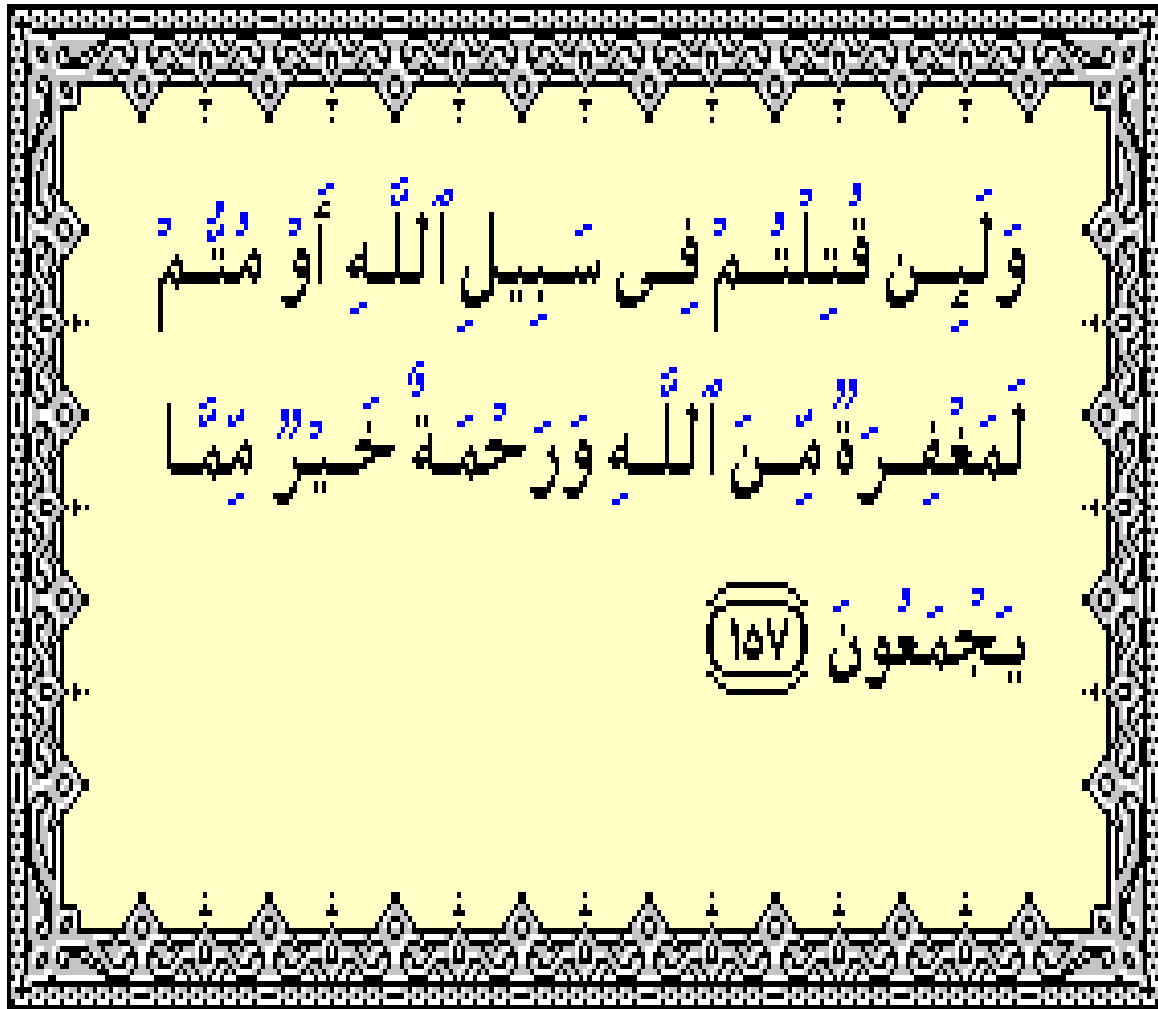 وَلَئِن قُتِلْتُمْ فِى سَبِيلِ ٱللَّهِ أَوْ مُتُّمْ
لَمَغْفِرَةٌ مِّنَ ٱللَّهِ وَرَحْمَةٌ خَيْرٌ مِّمَّا
يَجْمَعُونَ ١٥٧